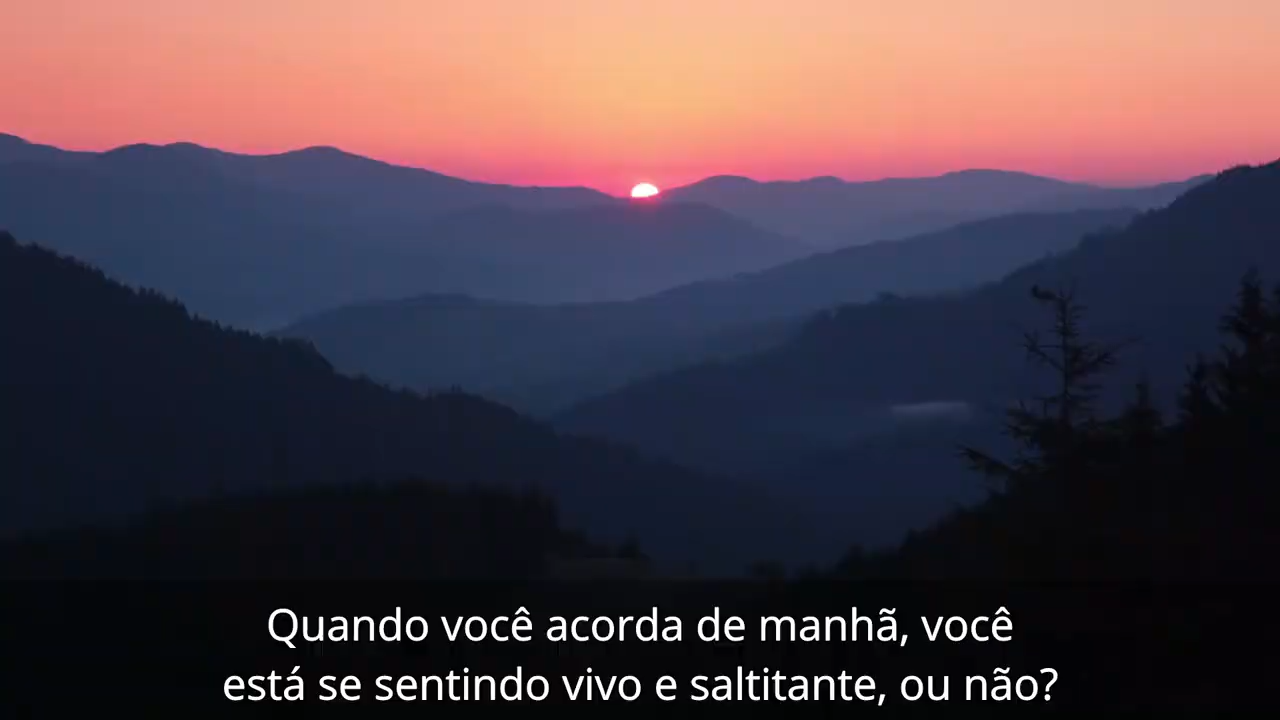 Quando você acorda de manhã, você
está se sentindo vivo e saltitante, ou não?